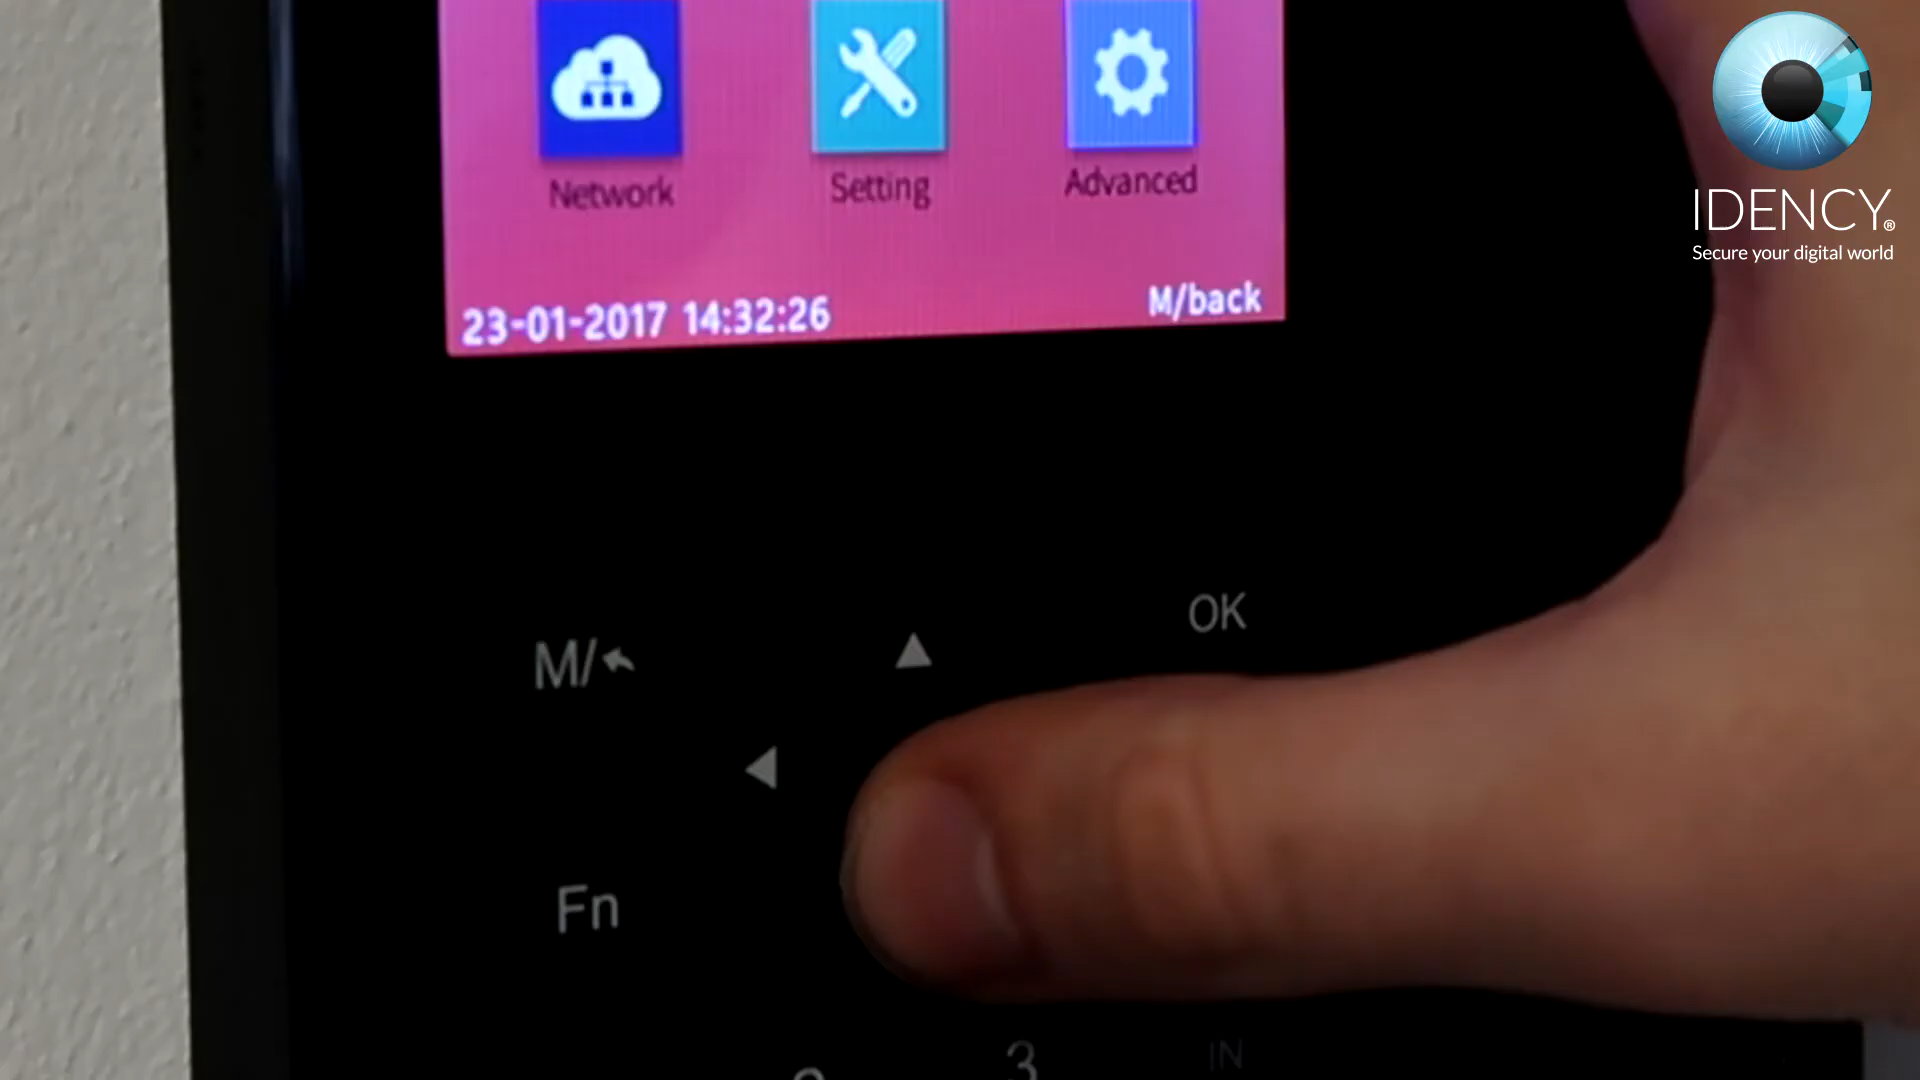 Network Setting Advanced
23-01-2017 14:32:26 M/back
IDENCY®
Secure your digital world
OK
M/
Fn
3
IN